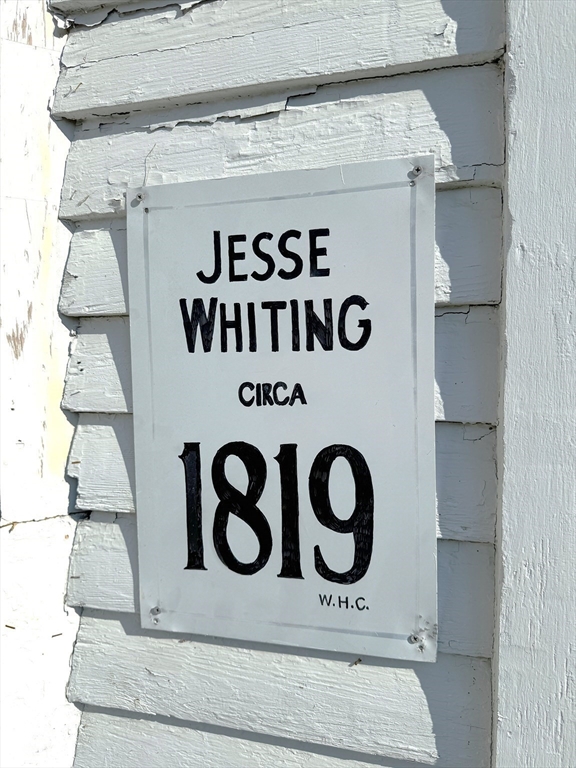 JESSE
WHITING
CIRCA
1819
W.H.C.